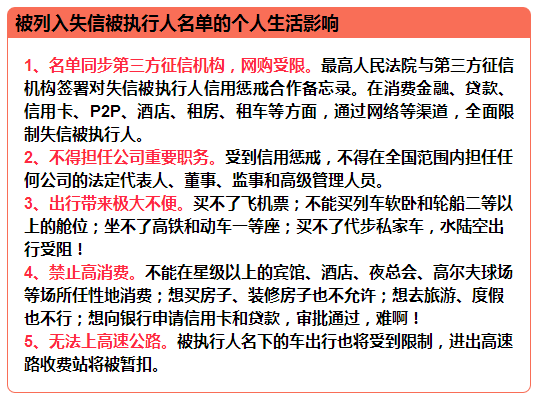 被列入失信被执行人名单的个人生活影响
1、名单同步第三方征信机构，网购受限。最高人民法院与第三方征信
机构签署对失信被执行人信用惩戒合作备忘录。在消费金融、贷款、
信用卡、P2P、酒店、租房、租车等方面，通过网络等渠道，全面限
制失信被执行人。
2、不得担任公司重要职务。受到信用惩戒，不得在全国范围内担任任
何公司的法定代表人、董事、监事和高级管理人员。
3、出行带来极大不便。买不了飞机票；不能买列车软卧和轮船二等以
上的舱位；坐不了高铁和动车一等座；买不了代步私家车，水陆空出
行受阻！
4、禁止高消费。不能在星级以上的宾馆、酒店、夜总会、高尔夫球场
等场所任性地消费；想买房子、装修房子也不允许；想去旅游、度假
也不行；想向银行申请信用卡和贷款，审批通过，难啊！
5、无法上高速公路。被执行人名下的车出行也将受到限制，进出高速
路收费站将被暂扣。